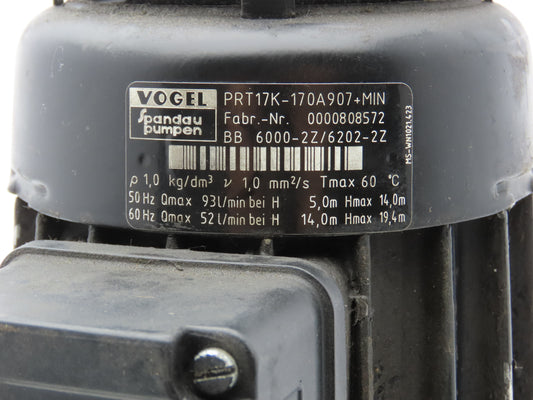 VOGEL PRT17K-170A907+MIN
Spandau Fabr.-Nr. 0000808572
pumpen BB 6000-2Z/6202-2Z
ρ 1,0 kg/dm³ ν 1,0 mm²/s Tmax 60 °C
50 Hz Qmax 93l/min bei H 5,0m Hmax 14,0m
60 Hz Qmax 52l/min bei H 14,0m Hmax 19,4m
MS-WN1021,423